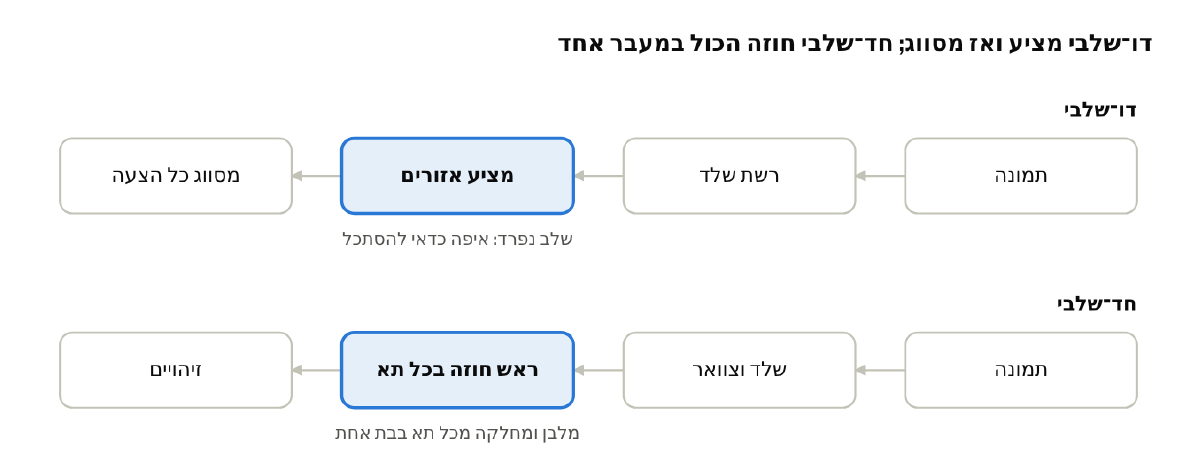 דו־שלבי מציע ואז מסווג; חד־שלבי חוזה הכול במעבר אחד
דו־שלבי
תמונה
רשת שלד
מציע אזורים
מסווג כל הצעה
שלב נפרד: איפה כדאי להסתכל
חד־שלבי
תמונה
שלד וצוואר
ראש חוזה בכל תא
זיהויים
מלבן ומחלקה מכל תא בבת אחת